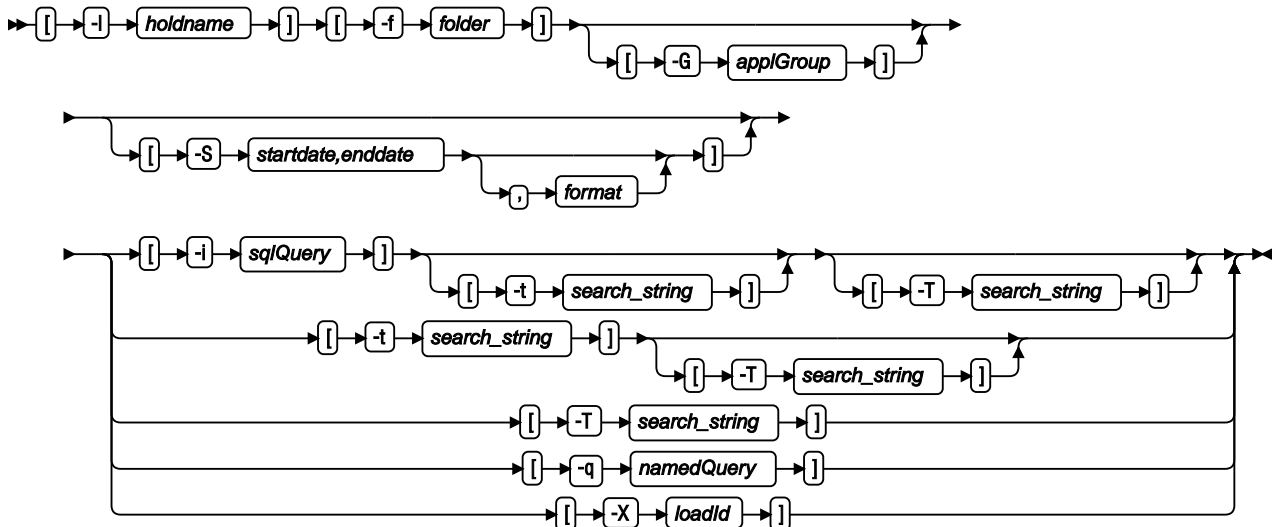 [ -l holdname ] [ -f folder ]
[ -G applGroup ]
[ -S startdate,enddate ]
, format
[ -i sqlQuery ]
[ -t search_string ] [ -T search_string ]
[ -t search_string ]
[ -T search_string ]
[ -T search_string ]
[ -q namedQuery ]
[ -X loadId ]